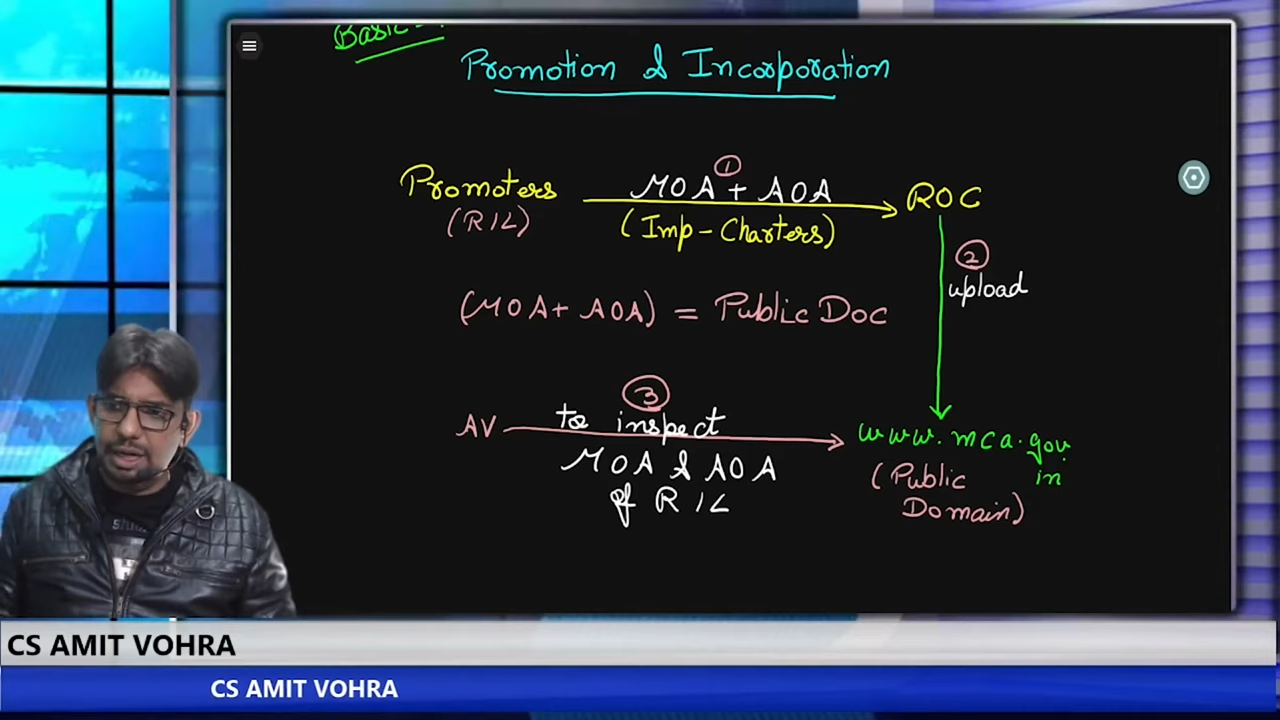 Basic
Promotion & Incorporation
①
Promoters MOA + AOA ROC
(RIL) (Imp-Charters)
②
upload
(MOA + AOA) = Public Doc
③
AV to inspect www.mca.gov.
MOA & AOA (Public in
of RIL Domain)
CS AMIT VOHRA
CS AMIT VOHRA